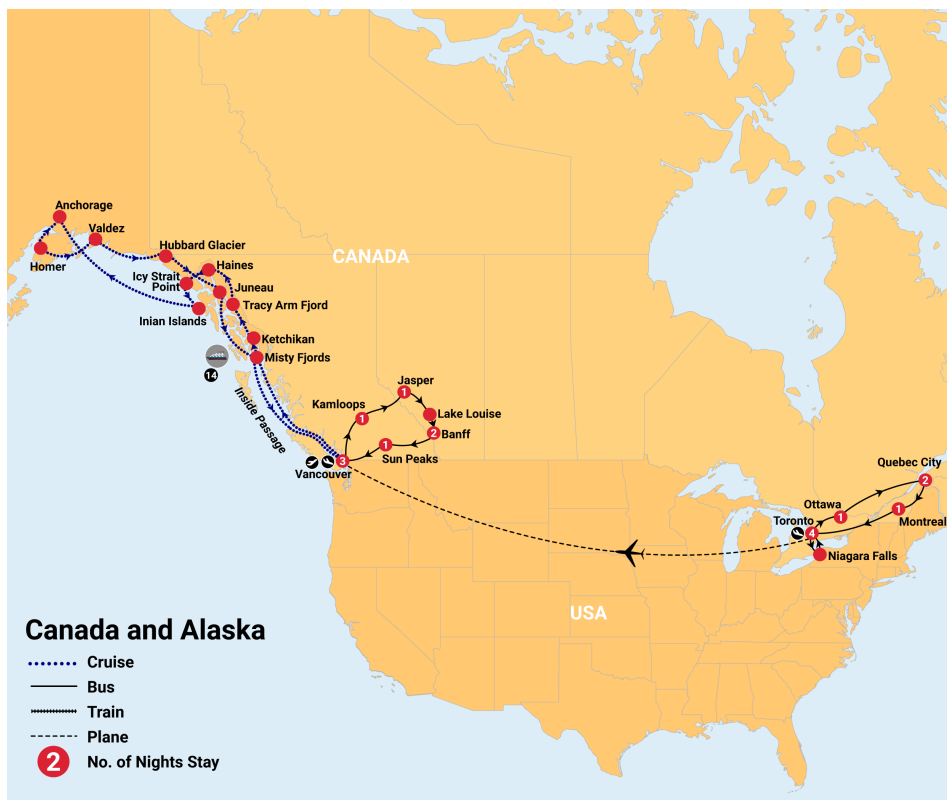 Anchorage
Valdez
Homer
Hubbard Glacier
Haines
Icy Strait
Point
Juneau
Tracy Arm Fjord
Inian Islands
Ketchikan
Misty Fjords
14
Inside Passage
CANADA
Jasper
1
Kamloops
1
Lake Louise
2
Banff
1
Sun Peaks
3
Vancouver
Quebec City
2
Ottawa
1
1
Montreal
Toronto
4
Niagara Falls
USA
Canada and Alaska
Cruise
Bus
Train
Plane
2
No. of Nights Stay